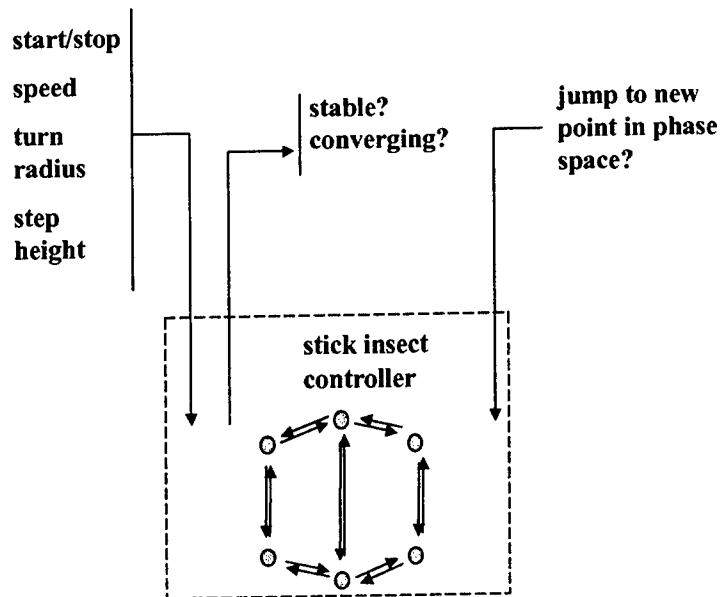 start/stop
speed
turn
radius
step
height
stable?
converging?
jump to new
point in phase
space?
stick insect
controller